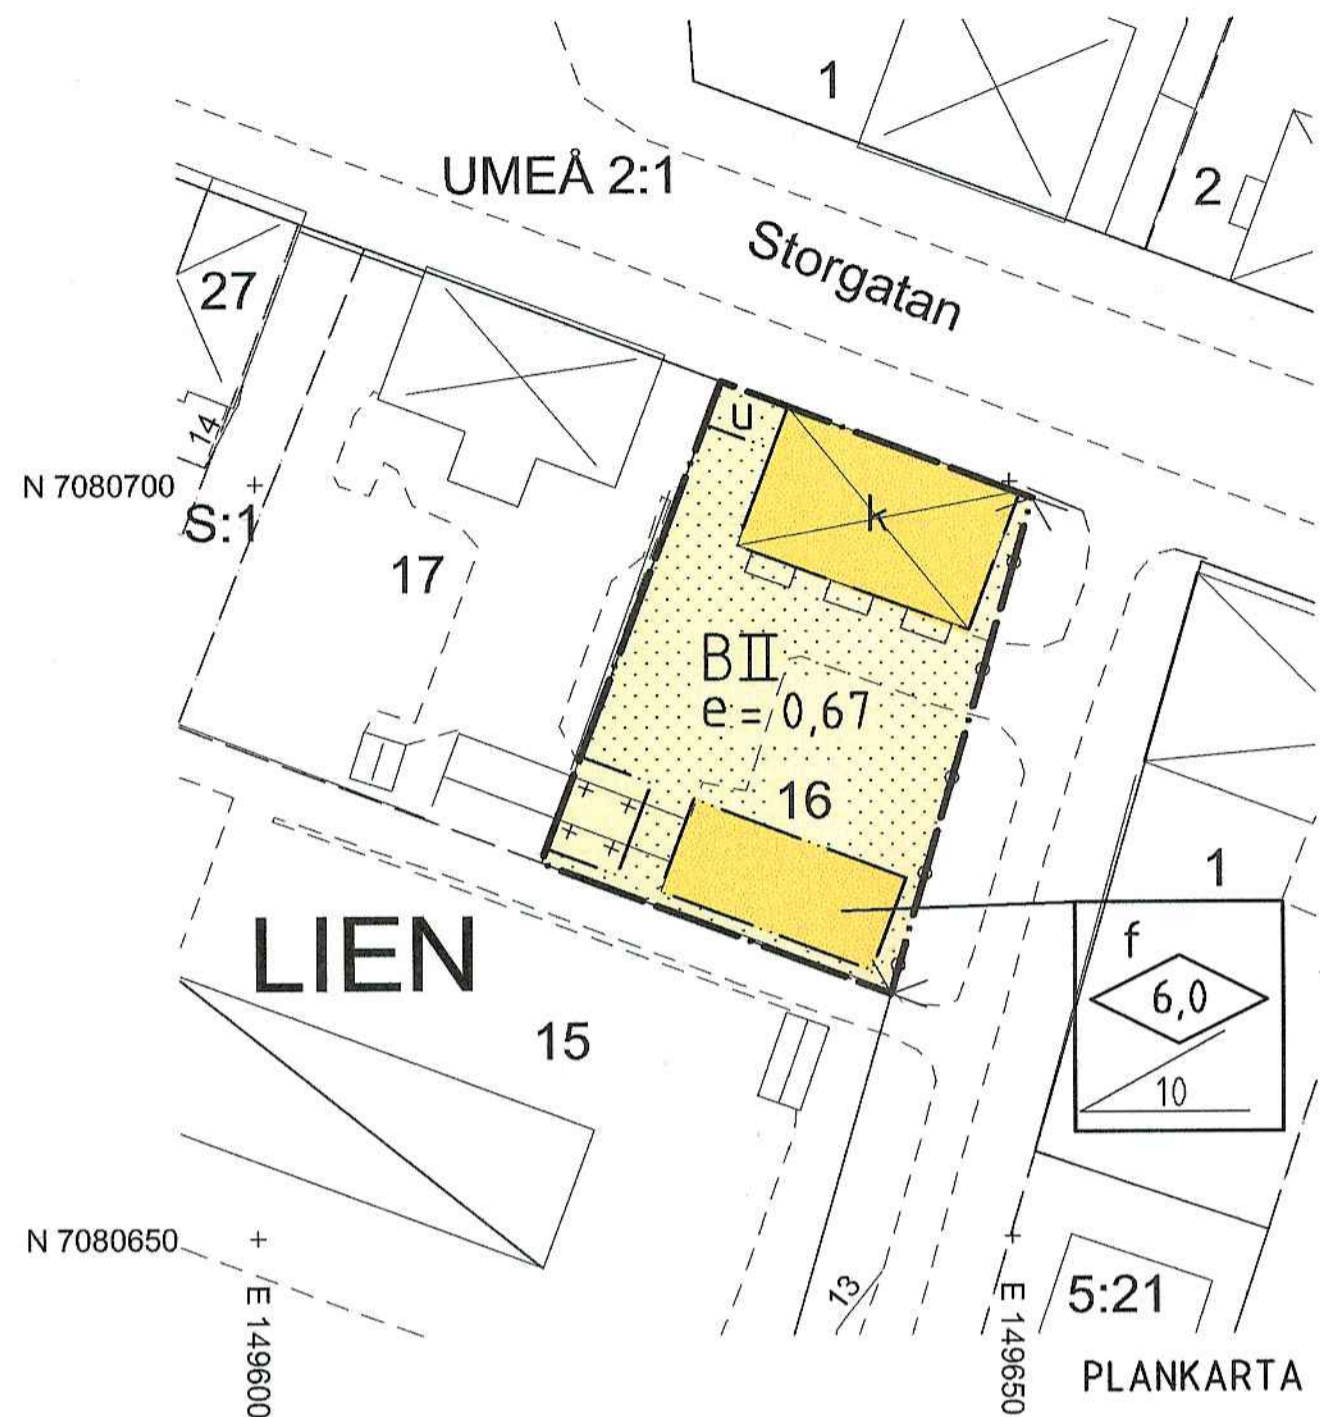 1
UMEÅ 2:1
2
Storgatan
27
u
14
N 7080700
S:1
k
17
BII
e = 0,67
16
1
LIEN
f
6,0
15
10
N 7080650
13
5:21
E 149600
E 149650
PLANKARTA